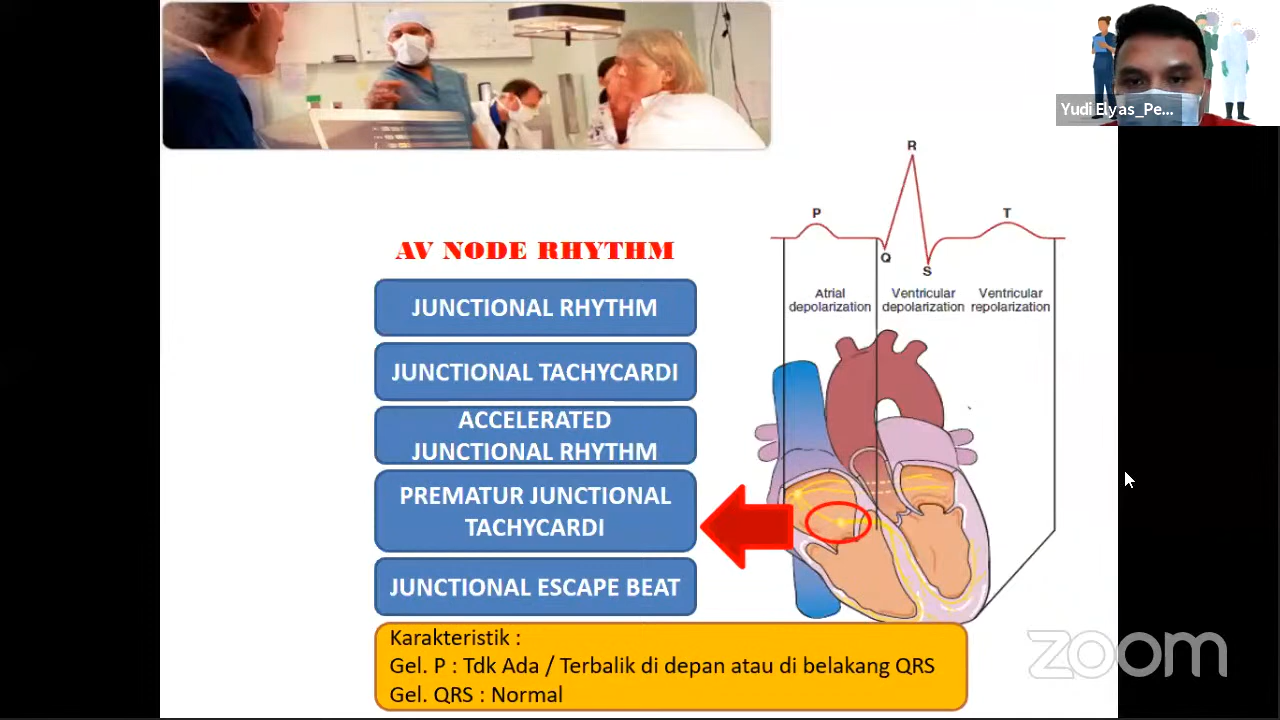 Yudi Elyas_Pe...
R
P
T
Q
S
AV NODE RHYTHM
Atrial
depolarization
Ventricular
depolarization
Ventricular
repolarization
JUNCTIONAL RHYTHM
JUNCTIONAL TACHYCARDI
ACCELERATED
JUNCTIONAL RHYTHM
PREMATUR JUNCTIONAL
TACHYCARDI
JUNCTIONAL ESCAPE BEAT
Karakteristik :
Gel. P : Tdk Ada / Terbalik di depan atau di belakang QRS
Gel. QRS : Normal
zoom